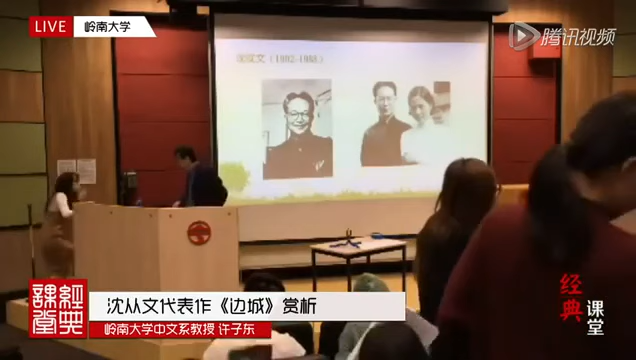 LIVE 岭南大学
腾讯视频
沈从文（1902-1988）
經典課堂
沈从文代表作《边城》赏析
岭南大学中文系教授 许子东
经典课堂